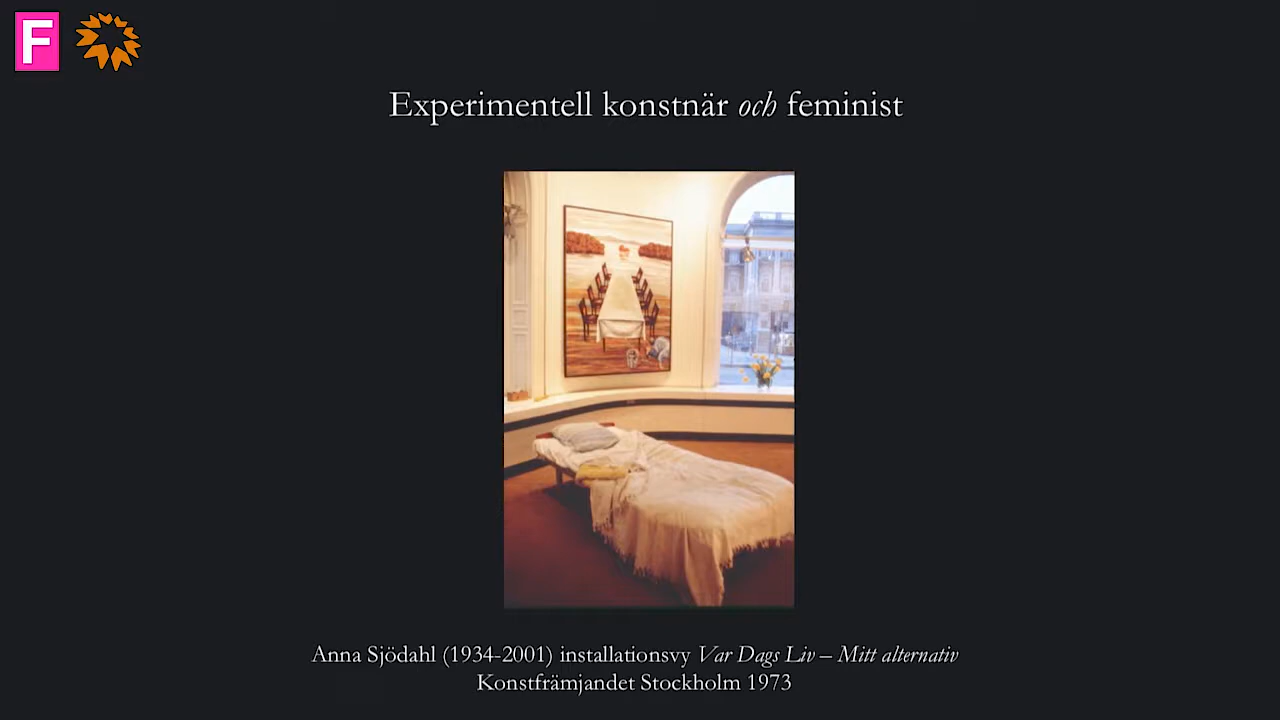 F
Experimentell konstnär och feminist
Anna Sjödahl (1934-2001) installationsvy Var Dags Liv – Mitt alternativ
Konstfrämjandet Stockholm 1973